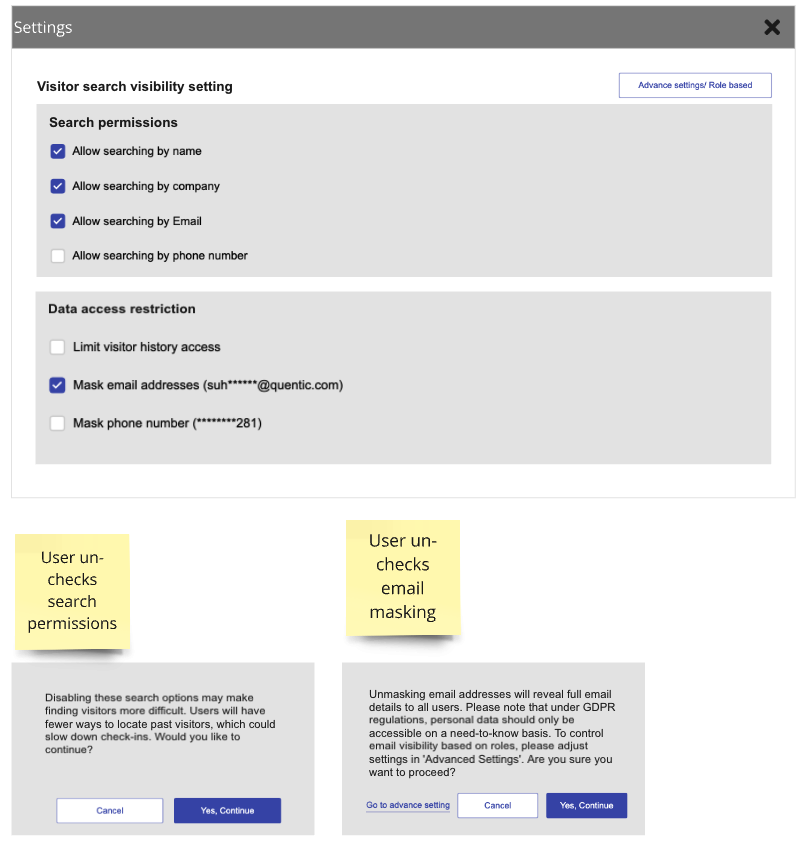 Settings
Visitor search visibility setting
Advance settings/ Role based
Search permissions
Allow searching by name
Allow searching by company
Allow searching by Email
Allow searching by phone number
Data access restriction
Limit visitor history access
Mask email addresses (suh******@quentic.com)
Mask phone number (********281)
User un-
checks
search
permissions
User un-
checks
email
masking
Disabling these search options may make
finding visitors more difficult. Users will have
fewer ways to locate past visitors, which could
slow down check-ins. Would you like to
continue?
Cancel
Yes, Continue
Unmasking email addresses will reveal full email
details to all users. Please note that under GDPR
regulations, personal data should only be
accessible on a need-to-know basis. To control
email visibility based on roles, please adjust
settings in 'Advanced Settings'. Are you sure you
want to proceed?
Go to advance setting
Cancel
Yes, Continue